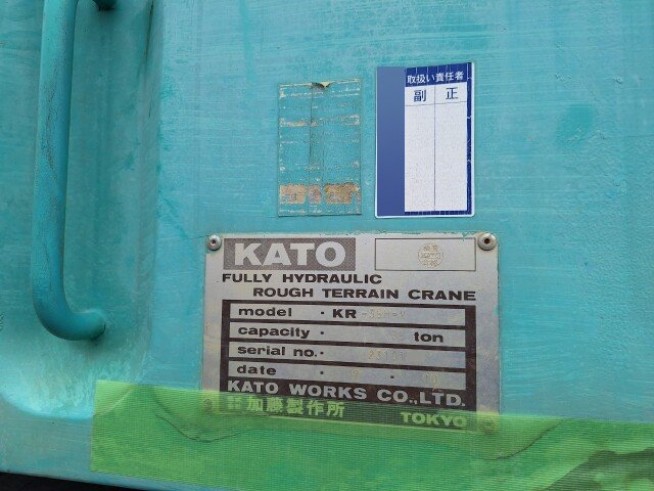 取扱い責任者
副 正
KATO
FULLY HYDRAULIC
ROUGH TERRAIN CRANE
model · KR
capacity · ton
serial no.·
date · ·
KATO WORKS CO.,LTD.
加藤製作所 TOKYO